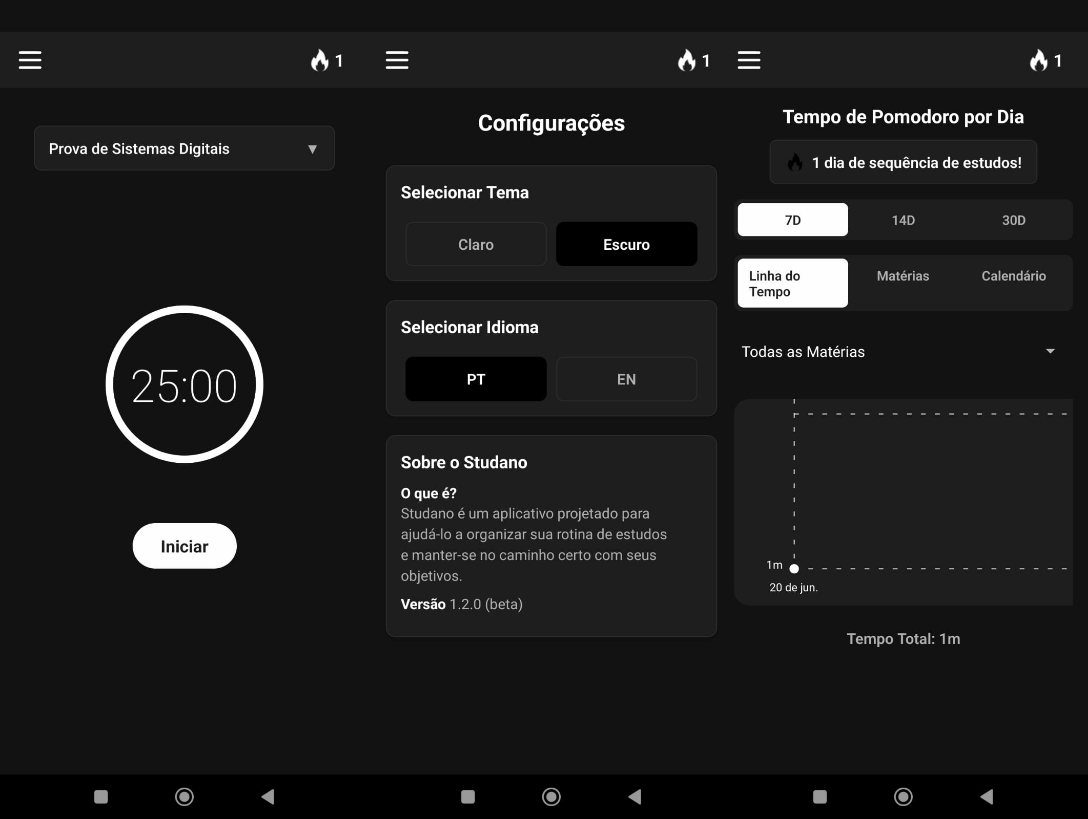 1
Prova de Sistemas Digitais
25:00
Iniciar
1
Configurações
Selecionar Tema
Claro
Escuro
Selecionar Idioma
PT
EN
Sobre o Studano
O que é?
Studano é um aplicativo projetado para
ajudá-lo a organizar sua rotina de estudos
e manter-se no caminho certo com seus
objetivos.
Versão 1.2.0 (beta)
1
Tempo de Pomodoro por Dia
1 dia de sequência de estudos!
7D
14D
30D
Linha do
Tempo
Matérias
Calendário
Todas as Matérias
1m
20 de jun.
Tempo Total: 1m